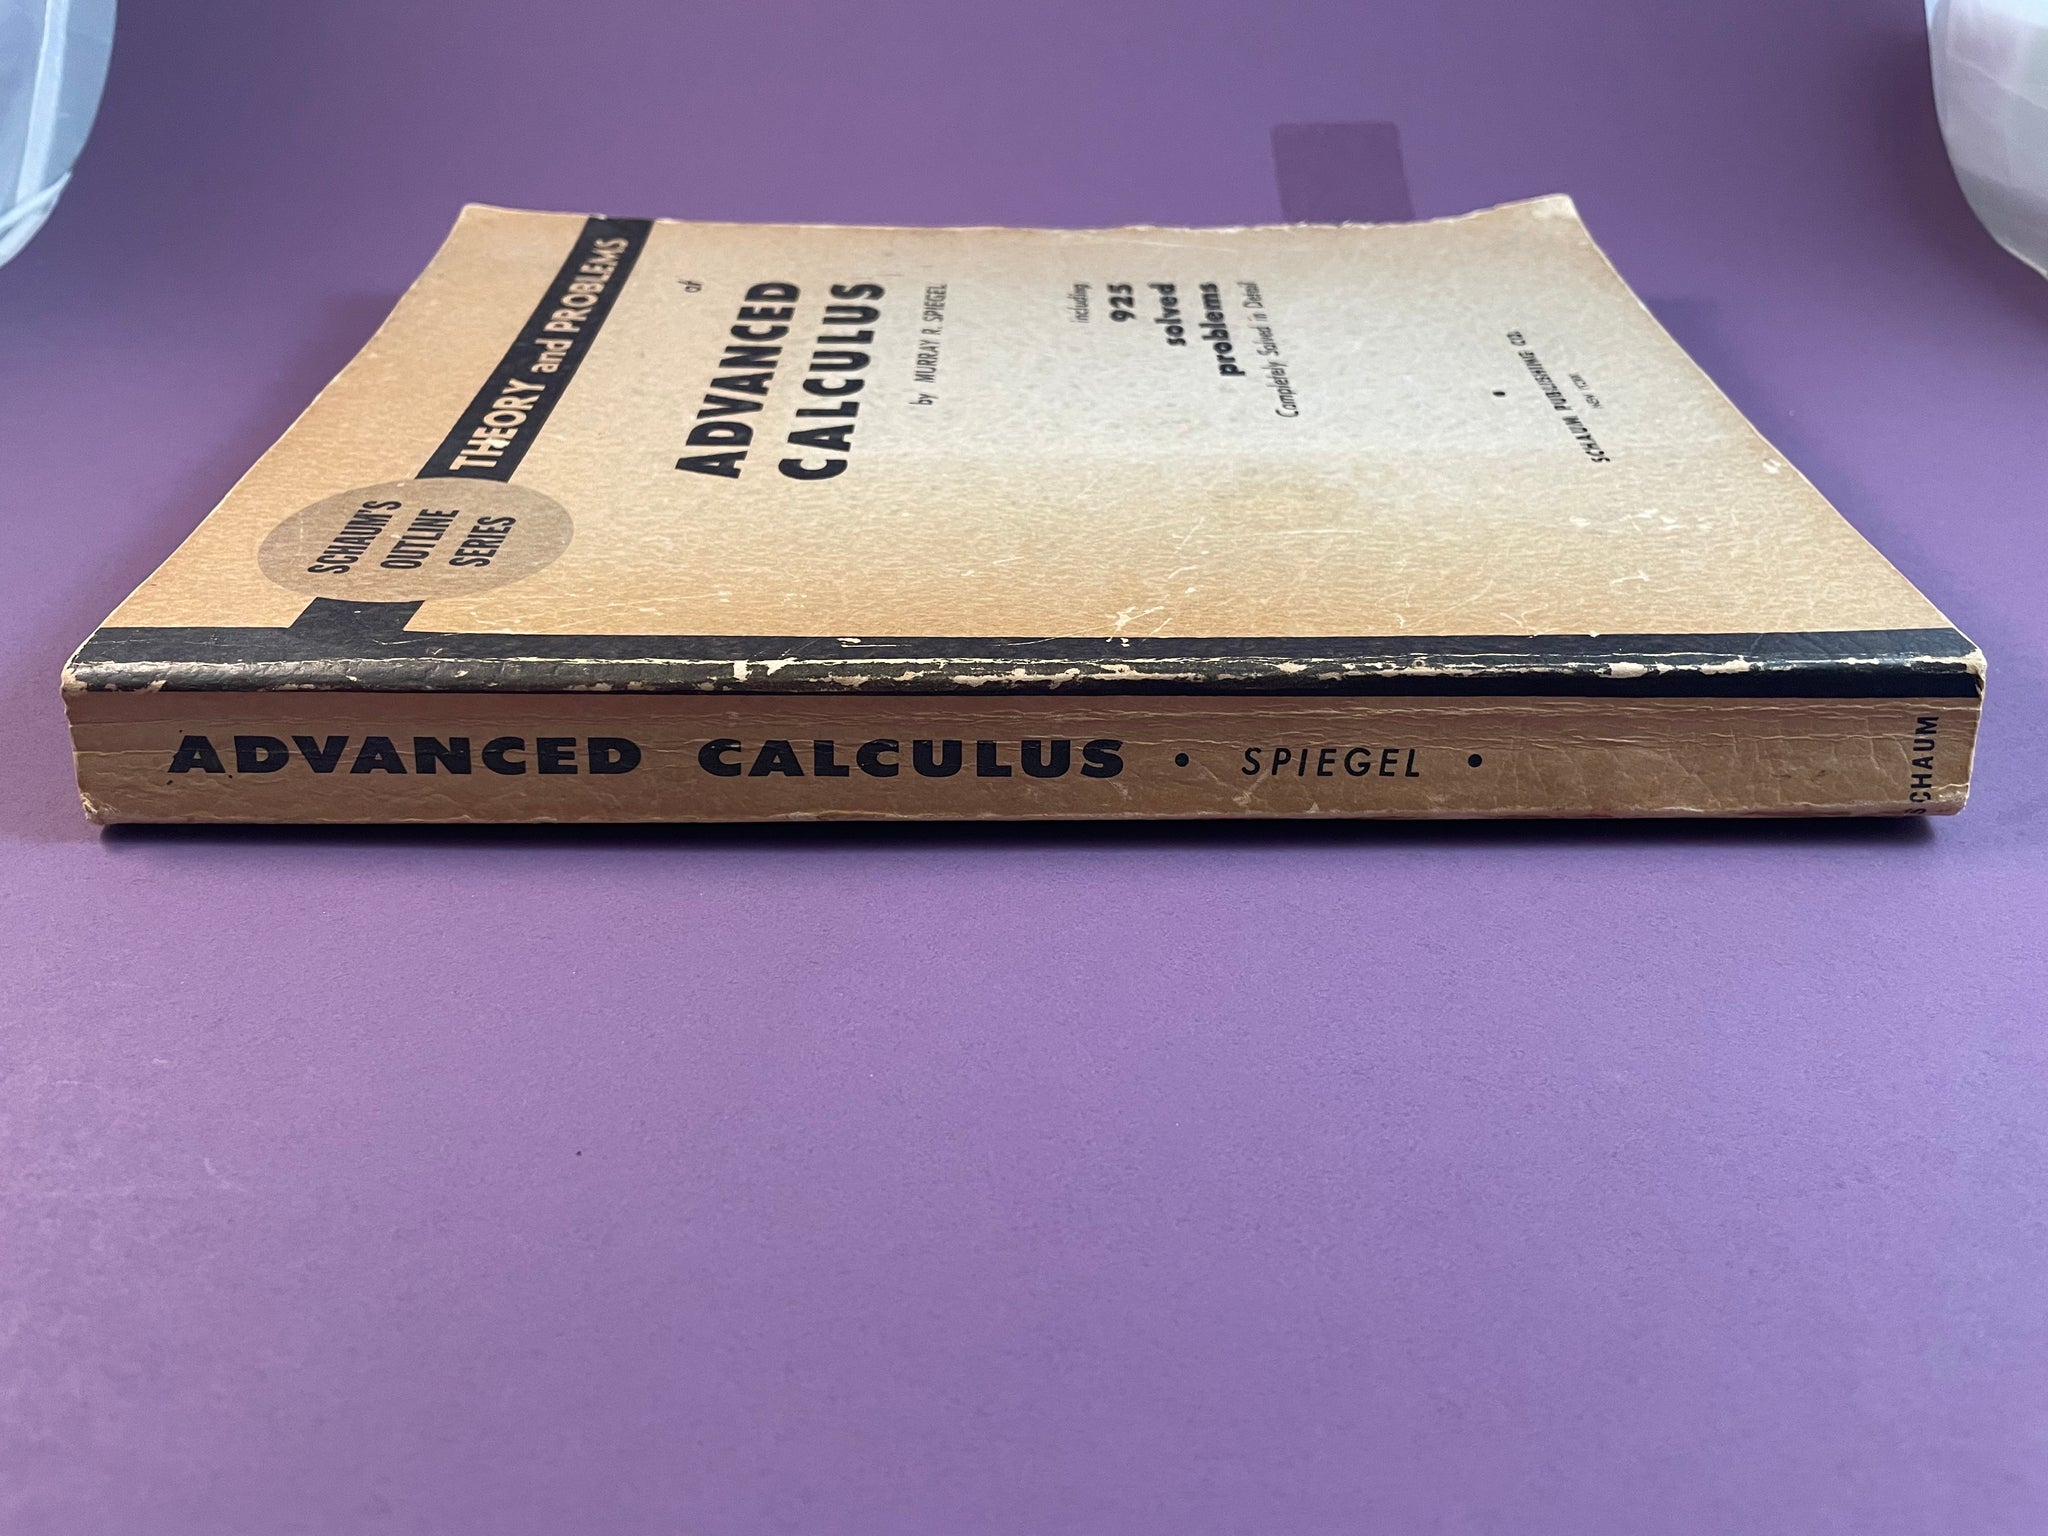 SCHAUM'S
OUTLINE
SERIES
THEORY and PROBLEMS
of
ADVANCED
CALCULUS
by MURRAY R. SPIEGEL
including
925
solved
problems
Completely Solved in Detail
•
SCHAUM PUBLISHING CO.
NEW YORK
ADVANCED CALCULUS • SPIEGEL •
SCHAUM